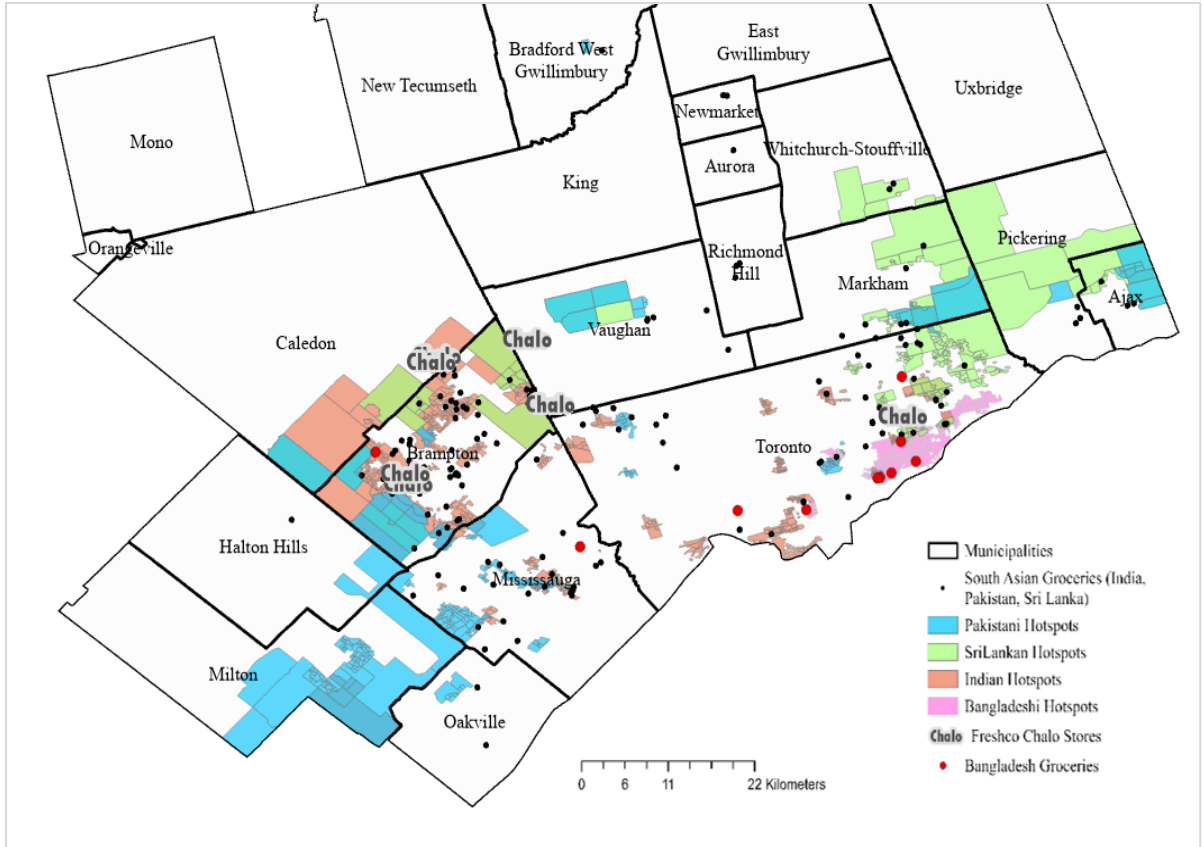 Bradford West
Gwillimbury
East
Gwillimbury
New Tecumseth
Uxbridge
Mono
Newmarket
Whitchurch-Stouffville
Aurora
King
Orangeville
Richmond
Hill
Pickering
Markham
Ajax
Vaughan
Caledon
Chalo
Chalo
Chalo
Chalo
Toronto
Brampton
Chalo
Chalo
Halton Hills
Mississauga
Milton
Oakville
Municipalities
South Asian Groceries (India,
Pakistan, Sri Lanka)
Pakistani Hotspots
SriLankan Hotspots
Indian Hotspots
Bangladeshi Hotspots
Chalo Freshco Chalo Stores
Bangladesh Groceries
0 6 11 22 Kilometers